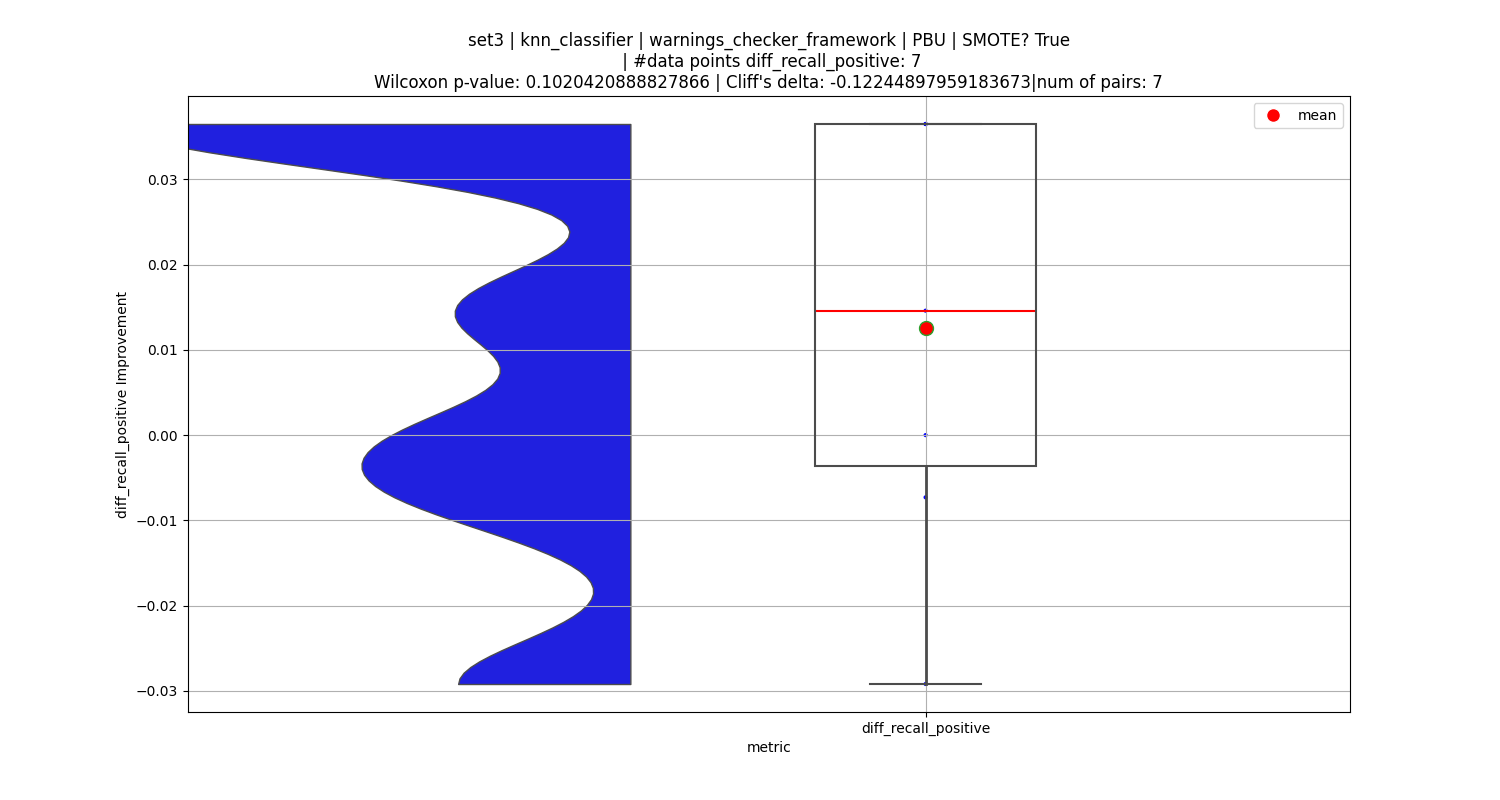 set3 | knn_classifier | warnings_checker_framework | PBU | SMOTE? True
| #data points diff_recall_positive: 7
Wilcoxon p-value: 0.1020420888827866 | Cliff's delta: -0.12244897959183673|num of pairs: 7
mean
0.03
0.02
0.01
0.00
−0.01
−0.02
−0.03
diff_recall_positive Improvement
diff_recall_positive
metric